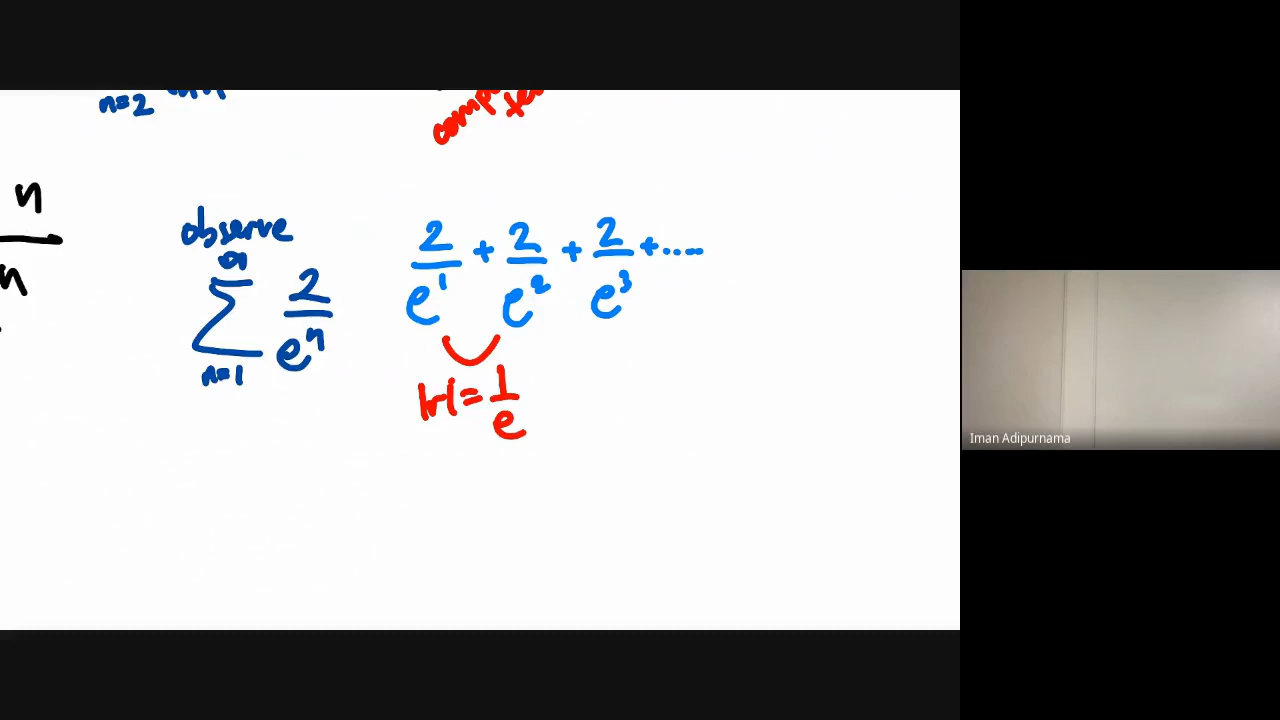 n=2
n
n
observe
∞
∑ 2/eⁿ
n=1
2/e¹ + 2/e² + 2/e³ + ....
|r| = 1/e
Iman Adipurnama